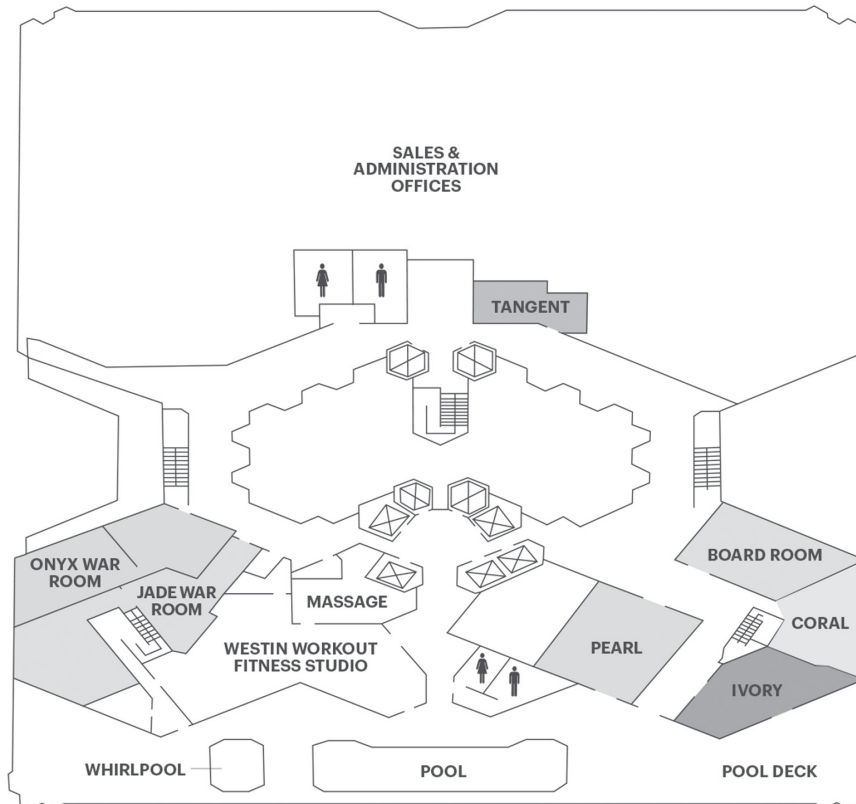 SALES &
ADMINISTRATION
OFFICES
TANGENT
ONYX WAR
ROOM
JADE WAR
ROOM
MASSAGE
WESTIN WORKOUT
FITNESS STUDIO
BOARD ROOM
CORAL
PEARL
IVORY
WHIRLPOOL
POOL
POOL DECK